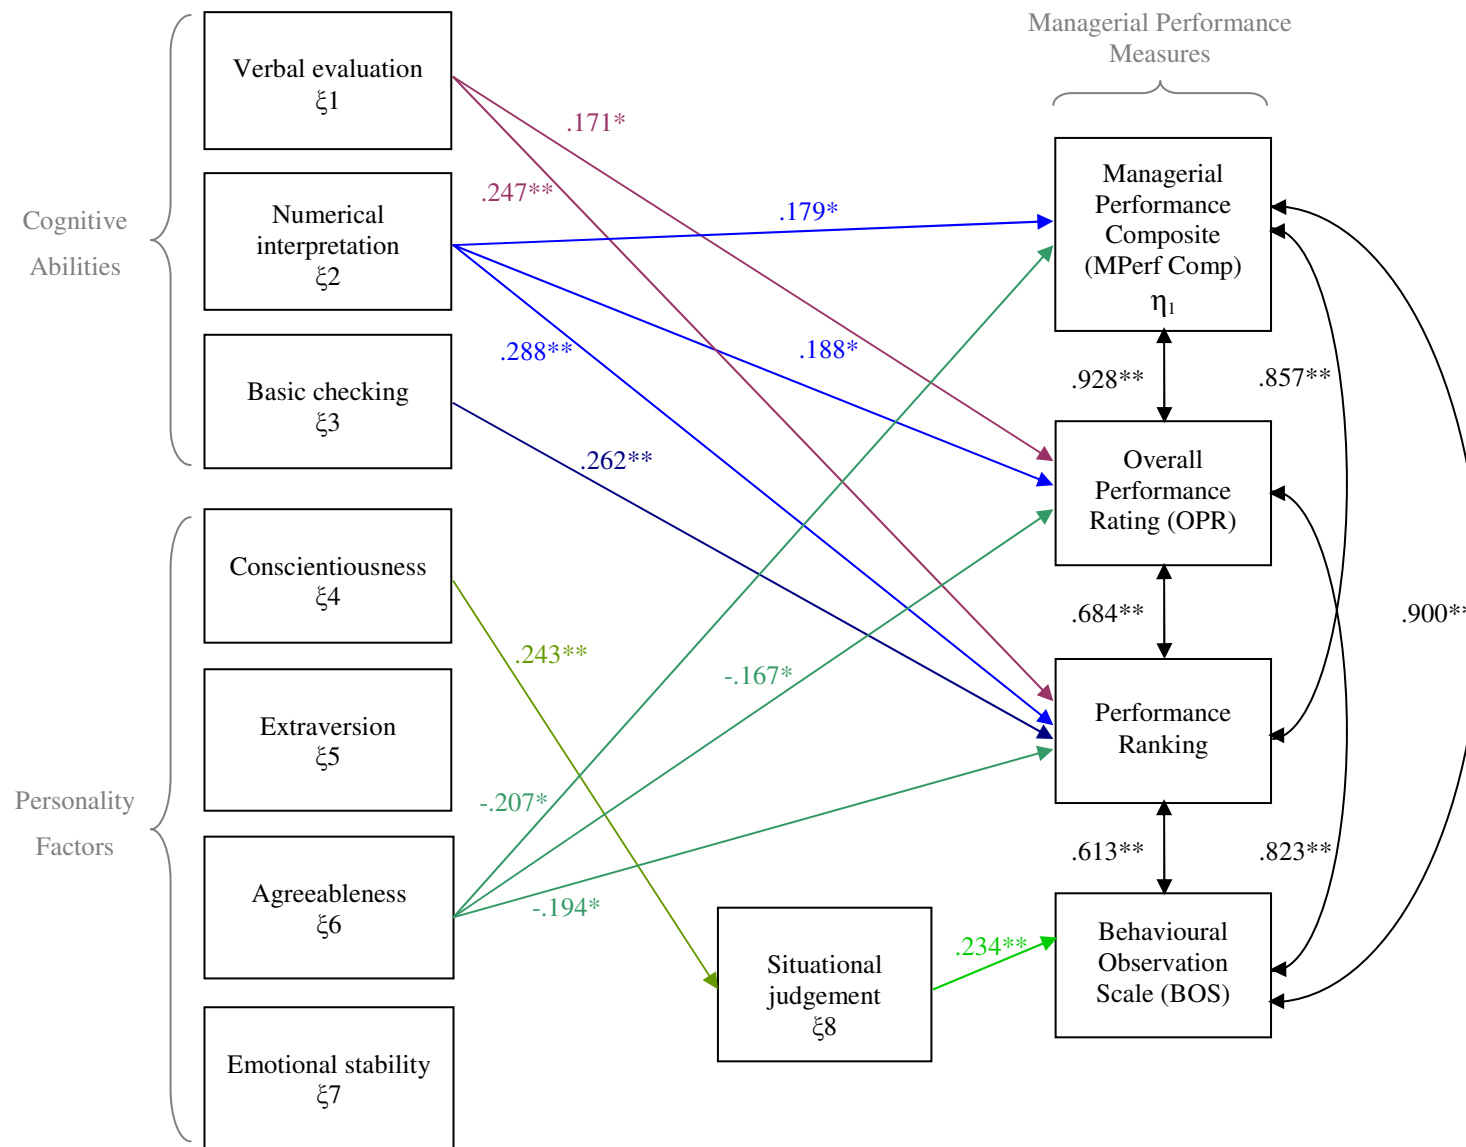 Managerial Performance
Measures
Cognitive
Abilities
Verbal evaluation
ξ1
Numerical
interpretation
ξ2
Basic checking
ξ3
Personality
Factors
Conscientiousness
ξ4
Extraversion
ξ5
Agreeableness
ξ6
Emotional stability
ξ7
Situational
judgement
ξ8
Managerial
Performance
Composite
(MPerf Comp)
η1
Overall
Performance
Rating (OPR)
Performance
Ranking
Behavioural
Observation
Scale (BOS)
.171*
.247**
.179*
.188*
.288**
.262**
.243**
-.167*
-.207*
-.194*
.234**
.928**
.857**
.684**
.900**
.613**
.823**